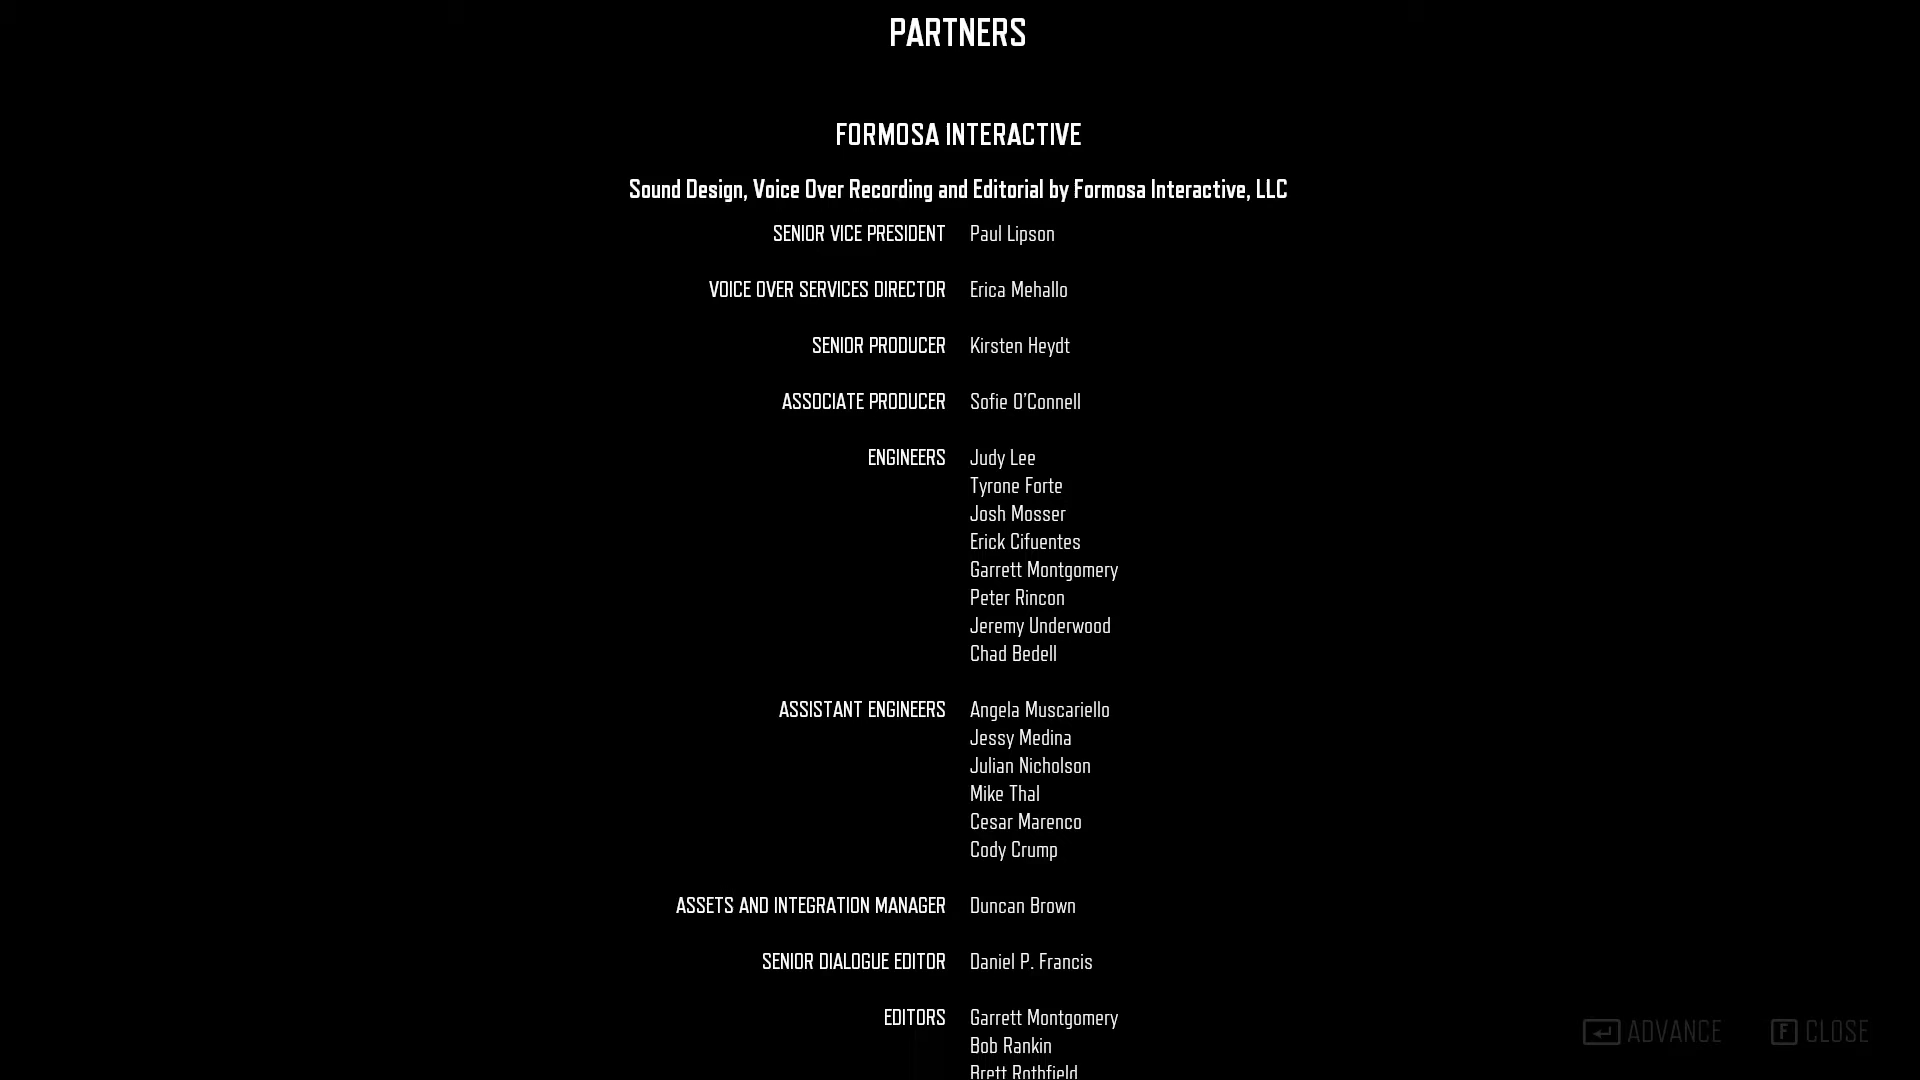 PARTNERS
FORMOSA INTERACTIVE
Sound Design, Voice Over Recording and Editorial by Formosa Interactive, LLC
SENIOR VICE PRESIDENT Paul Lipson
VOICE OVER SERVICES DIRECTOR Erica Mehallo
SENIOR PRODUCER Kirsten Heydt
ASSOCIATE PRODUCER Sofie O'Connell
ENGINEERS Judy Lee
Tyrone Forte
Josh Mosser
Erick Cifuentes
Garrett Montgomery
Peter Rincon
Jeremy Underwood
Chad Bedell
ASSISTANT ENGINEERS Angela Muscariello
Jessy Medina
Julian Nicholson
Mike Thal
Cesar Marenco
Cody Crump
ASSETS AND INTEGRATION MANAGER Duncan Brown
SENIOR DIALOGUE EDITOR Daniel P. Francis
EDITORS Garrett Montgomery
Bob Rankin
Brett Rothfield
ADVANCE F CLOSE